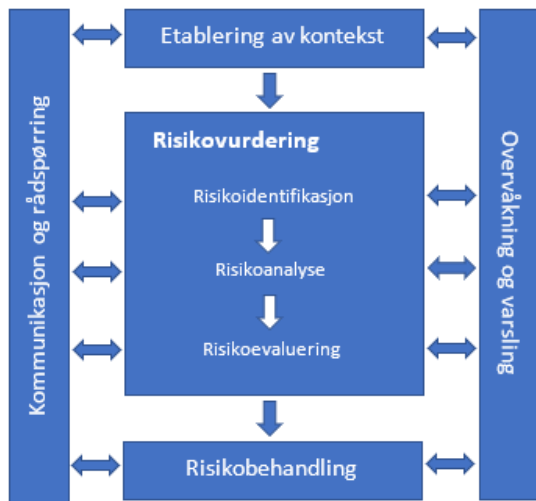 Etablering av kontekst
Kommunikasjon og rådspørring
Risikovurdering
Risikoidentifikasjon
Risikoanalyse
Risikoevaluering
Overvåkning og varsling
Risikobehandling